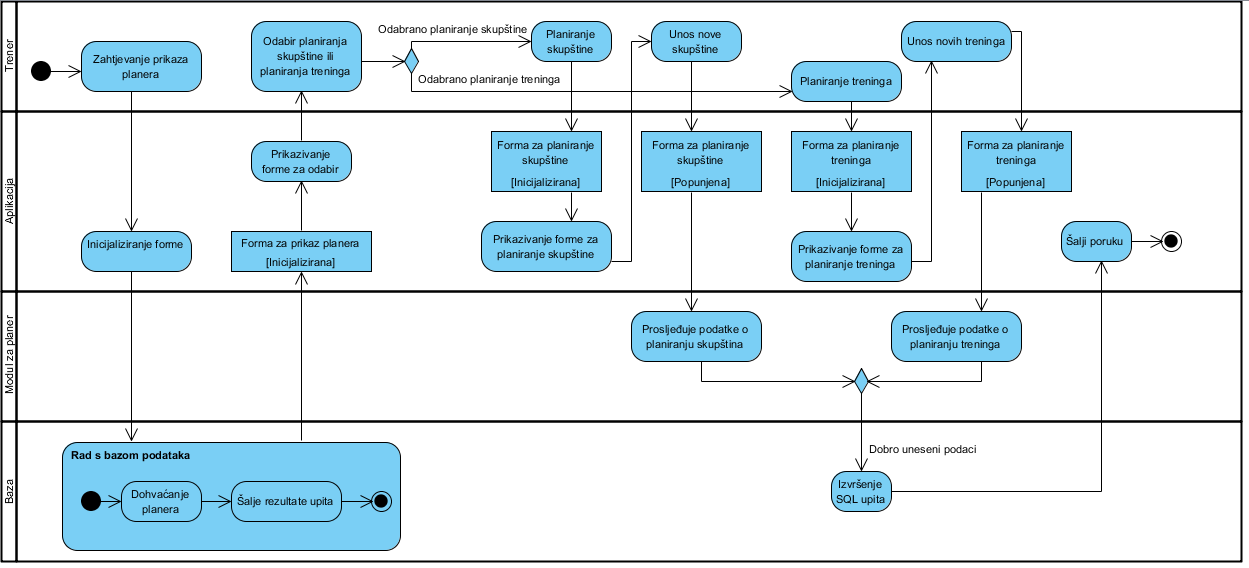 Trener
Zahtjevanje prikaza
planera
Odabir planiranja
skupštine ili
planiranja treninga
Odabrano planiranje skupštine
Odabrano planiranje treninga
Planiranje
skupštine
Unos nove
skupštine
Planiranje treninga
Unos novih treninga
Aplikacija
Inicijaliziranje forme
Prikazivanje
forme za odabir
Forma za prikaz planera
[Inicijalizirana]
Forma za planiranje
skupštine
[Inicijalizirana]
Prikazivanje forme za
planiranje skupštine
Forma za planiranje
skupštine
[Popunjena]
Forma za planiranje
treninga
[Inicijalizirana]
Prikazivanje forme za
planiranje treninga
Forma za planiranje
treninga
[Popunjena]
Šalji poruku
Modul za planer
Prosljeđuje podatke o
planiranju skupština
Prosljeđuje podatke o
planiranju treninga
Baza
Rad s bazom podataka
Dohvaćanje
planera
Šalje rezultate upita
Dobro uneseni podaci
Izvršenje
SQL upita